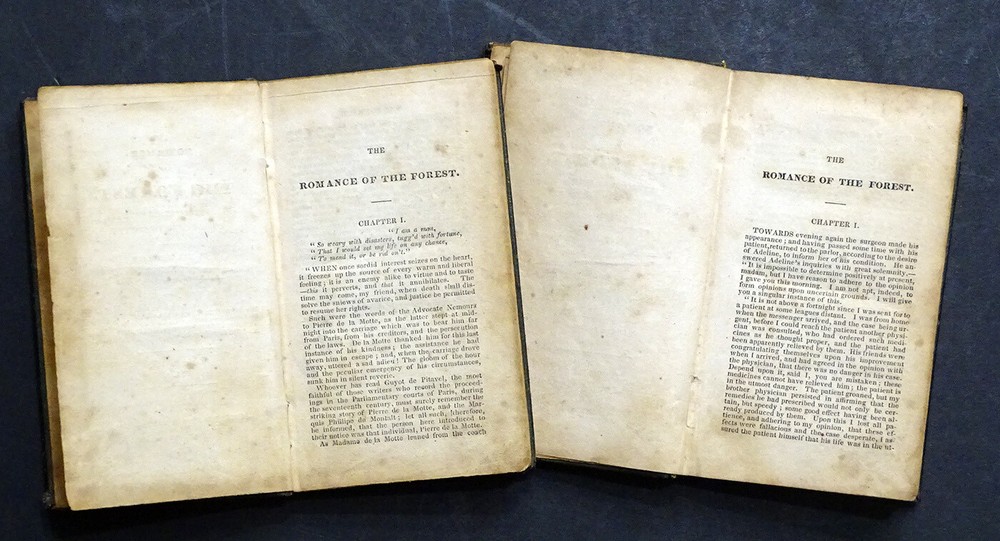 THE
ROMANCE OF THE FOREST.
CHAPTER I.
"I am a man,
"So weary with disasters, tugg'd with fortune,
"That I would set my life on any chance,
"To mend it, or be rid on't."
"WHEN once sordid interest seizes on the heart,
it freezes up the source of every warm and liberal
feeling; it is an enemy alike to virtue and to taste
—this it perverts, and that it annihilates. The
time may come, my friend, when death shall dis-
solve the sinews of avarice, and justice be permitted
to resume her rights.
Such were the words of the Advocate Nemours
to Pierre de la Motte, as the latter stept at mid-
night into the carriage which was to bear him far
from Paris, from his creditors, and the persecution
of the laws. De la Motte thanked him for this last
instance of his kindness; the assistance he had
given him in escape; and, when the carriage drove
away, uttered a sad adieu! The gloom of the hour
and the peculiar emergency of his circumstances,
sunk him in silent reverie.
Whoever has read Guyot de Pitaval, the most
faithful of those writers who record the proceed-
ings in the Parliamentary courts of Paris, during
the seventeenth century, must surely remember the
striking story of Pierre de la Motte, and the Mar-
quis Philippe de Montalt; let all such, therefore,
be informed, that the person here introduced to
their notice was that individual, Pierre de la Motte.
As Madame de la Motte leaned from the coach
THE
ROMANCE OF THE FOREST.
CHAPTER I.
TOWARDS evening again the surgeon made his
appearance; and having passed some time with his
patient, returned to the parlor, according to the desire
of Adeline, to inform her of his condition. He an-
swered Adeline's inquiries with great solemnity.—
"It is impossible to determine positively at present,
madam, but I have reason to adhere to the opinion
I gave you this morning. I am not apt, indeed, to
form opinions upon uncertain grounds. I will give
you a singular instance of this.
"It is not above a fortnight since I was sent for to
a patient at some leagues distant. I was from home
when the messenger arrived, and the case being ur-
gent, before I could reach the patient another physi-
cian was consulted, who had ordered such medi-
cines as he thought proper, and the patient had
been apparently relieved by them. His friends were
congratulating themselves upon his improvement
when I arrived, and had agreed in the opinion with
the physician, that there was no danger in his case.
Depend upon it, said I, you are mistaken; these
medicines cannot have relieved him; the patient is
in the utmost danger. The patient groaned, but my
brother physician persisted in affirming that the
remedies he had prescribed would not only be cer-
tain, but speedy; some good effect having been al-
ready produced by them. Upon this I lost all pa-
tience, and adhering to my opinion, that these ef-
fects were fallacious and the case desperate, I as-
sured the patient himself that his life was in the ut-